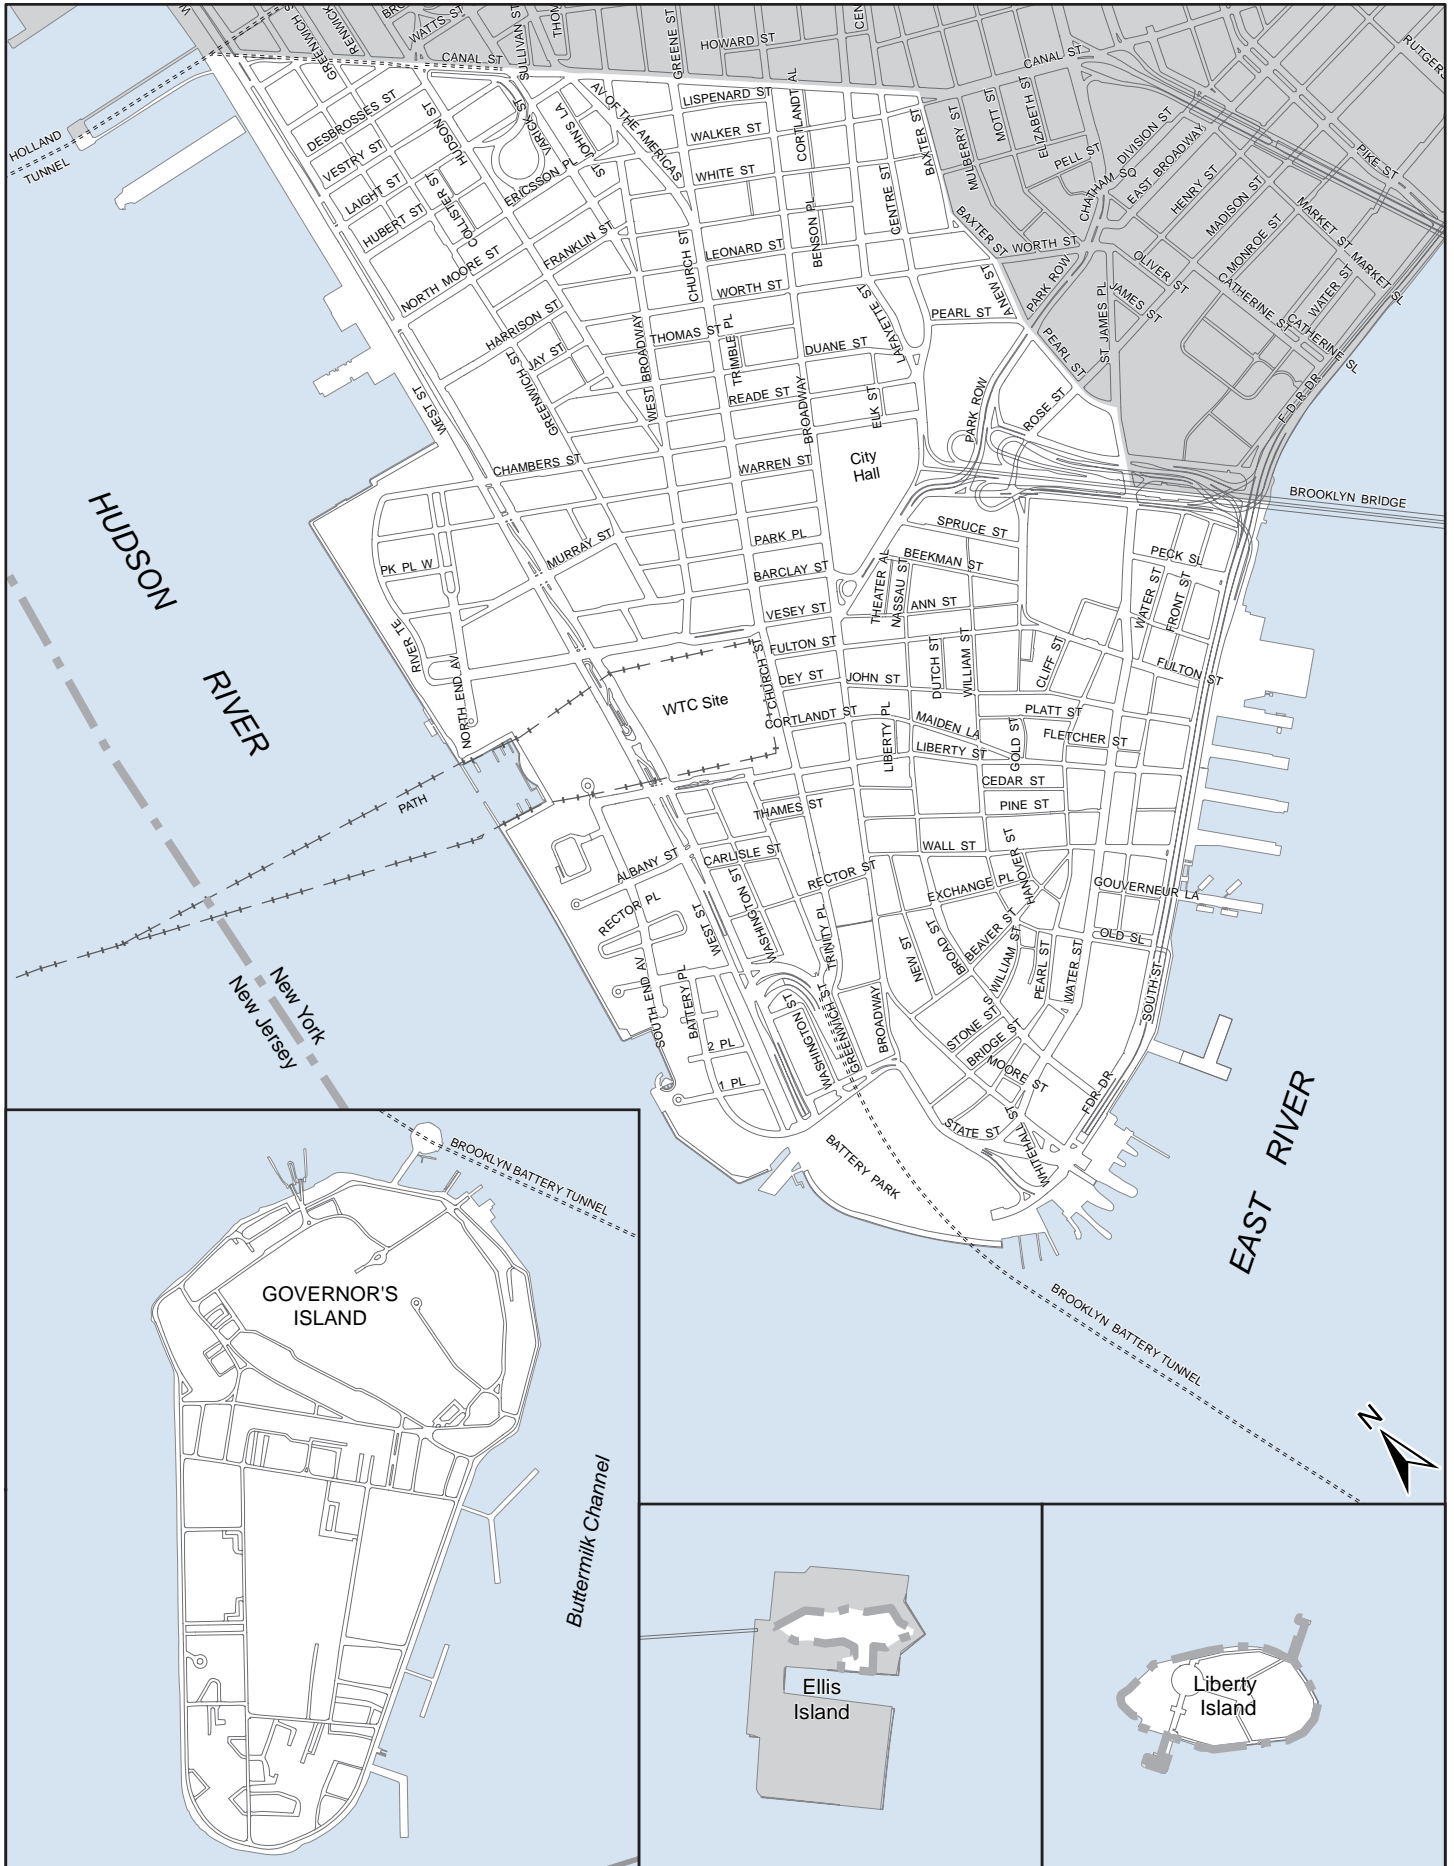 WATTS ST
SULLIVAN ST
GREENE ST
HOWARD ST
CANAL ST
CANAL ST
GREENWICH
RENWICK
RUTGERS
HOLLAND
TUNNEL
DESBROSSES ST
VESTRY ST
LAIGHT ST
HUBERT ST
HUDSON ST
COLLISTER ST
VARICK ST
ST JOHNS LA
ERICSSON PL
AV OF THE AMERICAS
LISPENARD ST
WALKER ST
WHITE ST
CORTLANDT AL
BAXTER ST
MULBERRY ST
MOTT ST
ELIZABETH ST
PELL ST
CHATHAM SQ
DIVISION ST
EAST BROADWAY
HENRY ST
MADISON ST
PIKE ST
MARKET ST
MARKET SL
MONROE ST
WATER ST
NORTH MOORE ST
FRANKLIN ST
CHURCH ST
LEONARD ST
BENSON PL
CENTRE ST
BAXTER ST
WORTH ST
PARK ROW
OLIVER ST
JAMES ST
ST JAMES PL
CATHERINE ST
CATHERINE SL
F D R DR
HARRISON ST
JAY ST
GREENWICH ST
WEST BROADWAY
THOMAS ST
TRIMBLE PL
WORTH ST
LAFAYETTE ST
PEARL ST
PEARL ST
DUANE ST
READE ST
BROADWAY
ELK ST
PARK ROW
ROSE ST
WEST ST
CHAMBERS ST
WARREN ST
City
Hall
BROOKLYN BRIDGE
HUDSON
RIVER
MURRAY ST
PK PL W
PARK PL
BARCLAY ST
VESEY ST
FULTON ST
SPRUCE ST
BEEKMAN ST
THEATER AL
NASSAU ST
ANN ST
PECK SL
WATER ST
FRONT ST
RIVER TE
NORTH END AV
WTC Site
CHURCH ST
DEY ST
JOHN ST
DUTCH ST
WILLIAM ST
CLIFF ST
FULTON ST
CORTLANDT ST
LIBERTY PL
MAIDEN LA
LIBERTY ST
GOLD ST
PLATT ST
FLETCHER ST
CEDAR ST
PINE ST
PATH
THAMES ST
ALBANY ST
CARLISLE ST
RECTOR ST
WALL ST
EXCHANGE PL
HANOVER ST
GOUVERNEUR LA
RECTOR PL
WEST ST
WASHINGTON ST
TRINITY PL
NEW ST
BROAD ST
BEAVER ST
S WILLIAM ST
PEARL ST
WATER ST
OLD SL
SOUTH ST
New York
New Jersey
SOUTH END AV
BATTERY PL
2 PL
1 PL
WASHINGTON ST
GREENWICH ST
BROADWAY
STONE ST
BRIDGE ST
MOORE ST
FDR DR
STATE ST
WHITEHALL ST
BATTERY PARK
EAST
RIVER
BROOKLYN BATTERY TUNNEL
BROOKLYN BATTERY TUNNEL
GOVERNOR'S
ISLAND
Buttermilk Channel
N
Ellis
Island
Liberty
Island